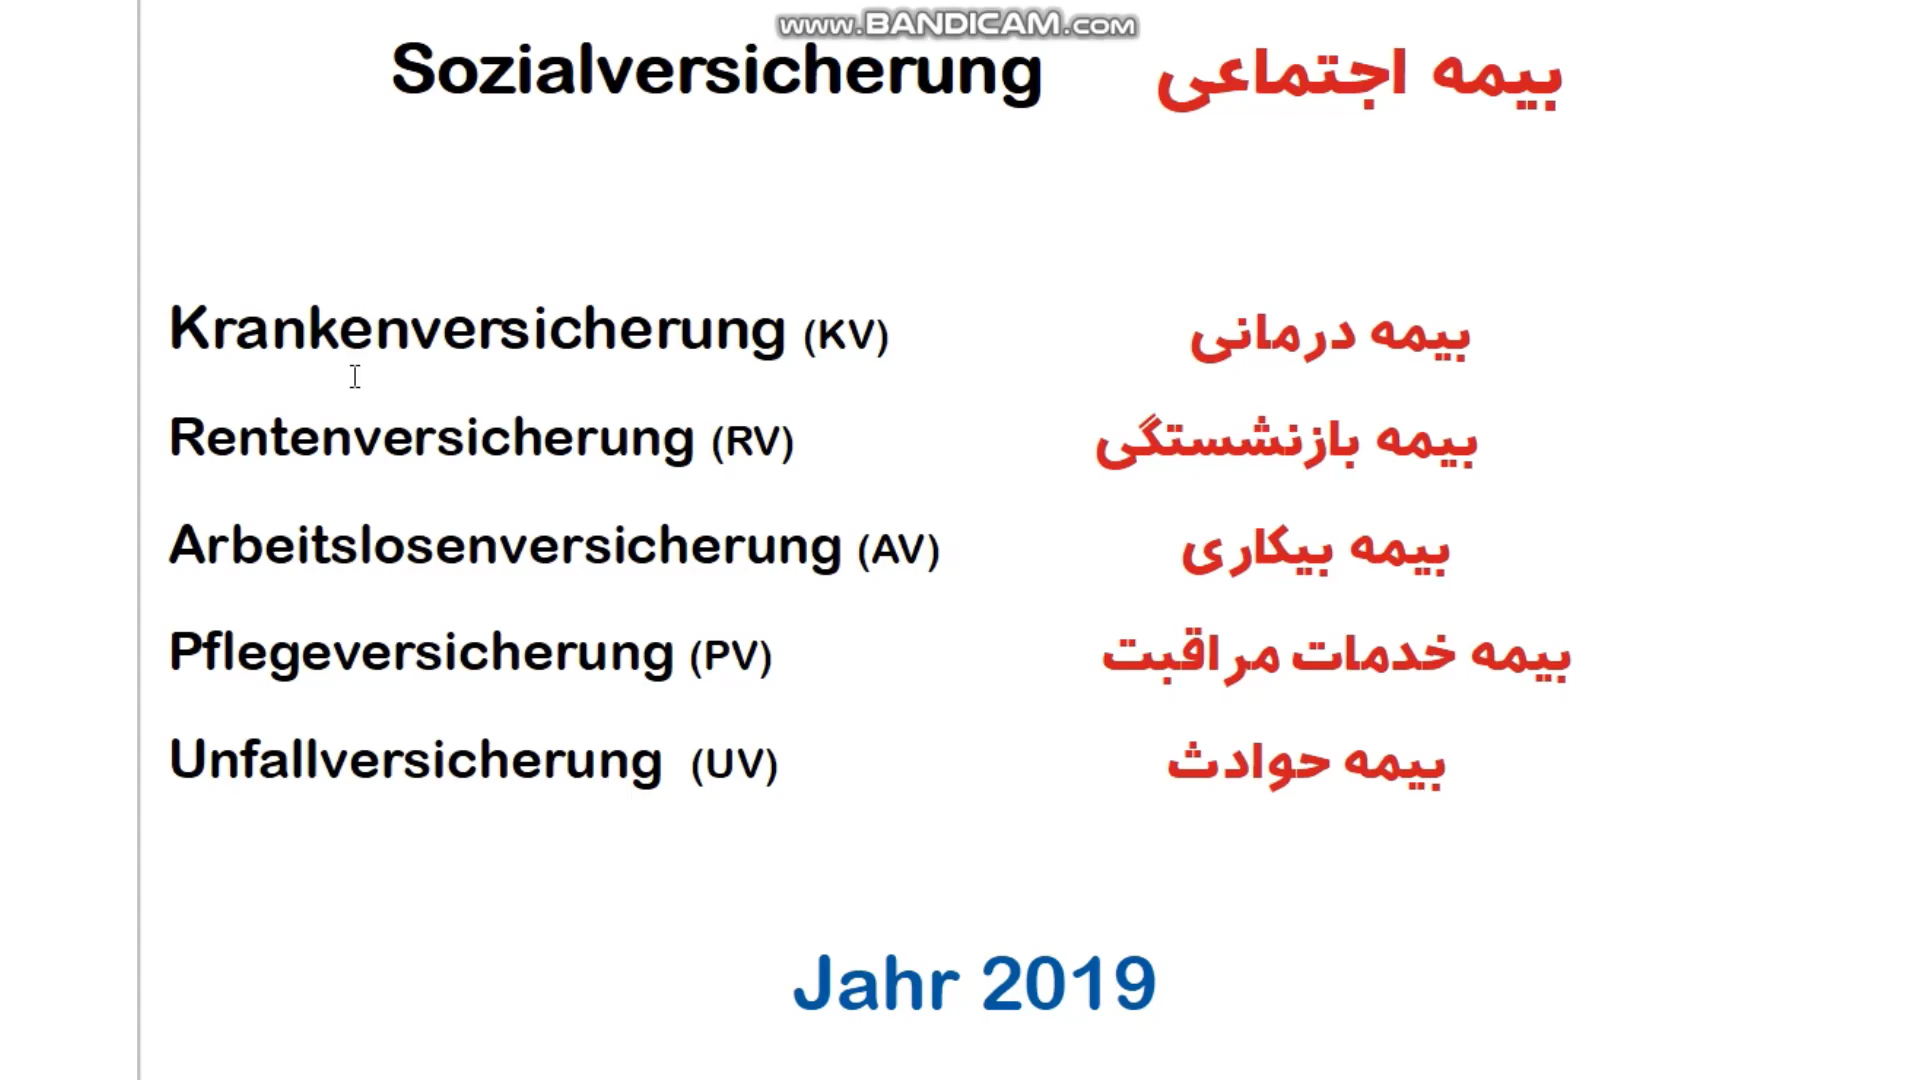 www.BANDICAM.com
Sozialversicherung بیمه اجتماعی
Krankenversicherung (KV) بیمه درمانی
Rentenversicherung (RV) بیمه بازنشستگی
Arbeitslosenversicherung (AV) بیمه بیکاری
Pflegeversicherung (PV) بیمه خدمات مراقبت
Unfallversicherung (UV) بیمه حوادث
Jahr 2019